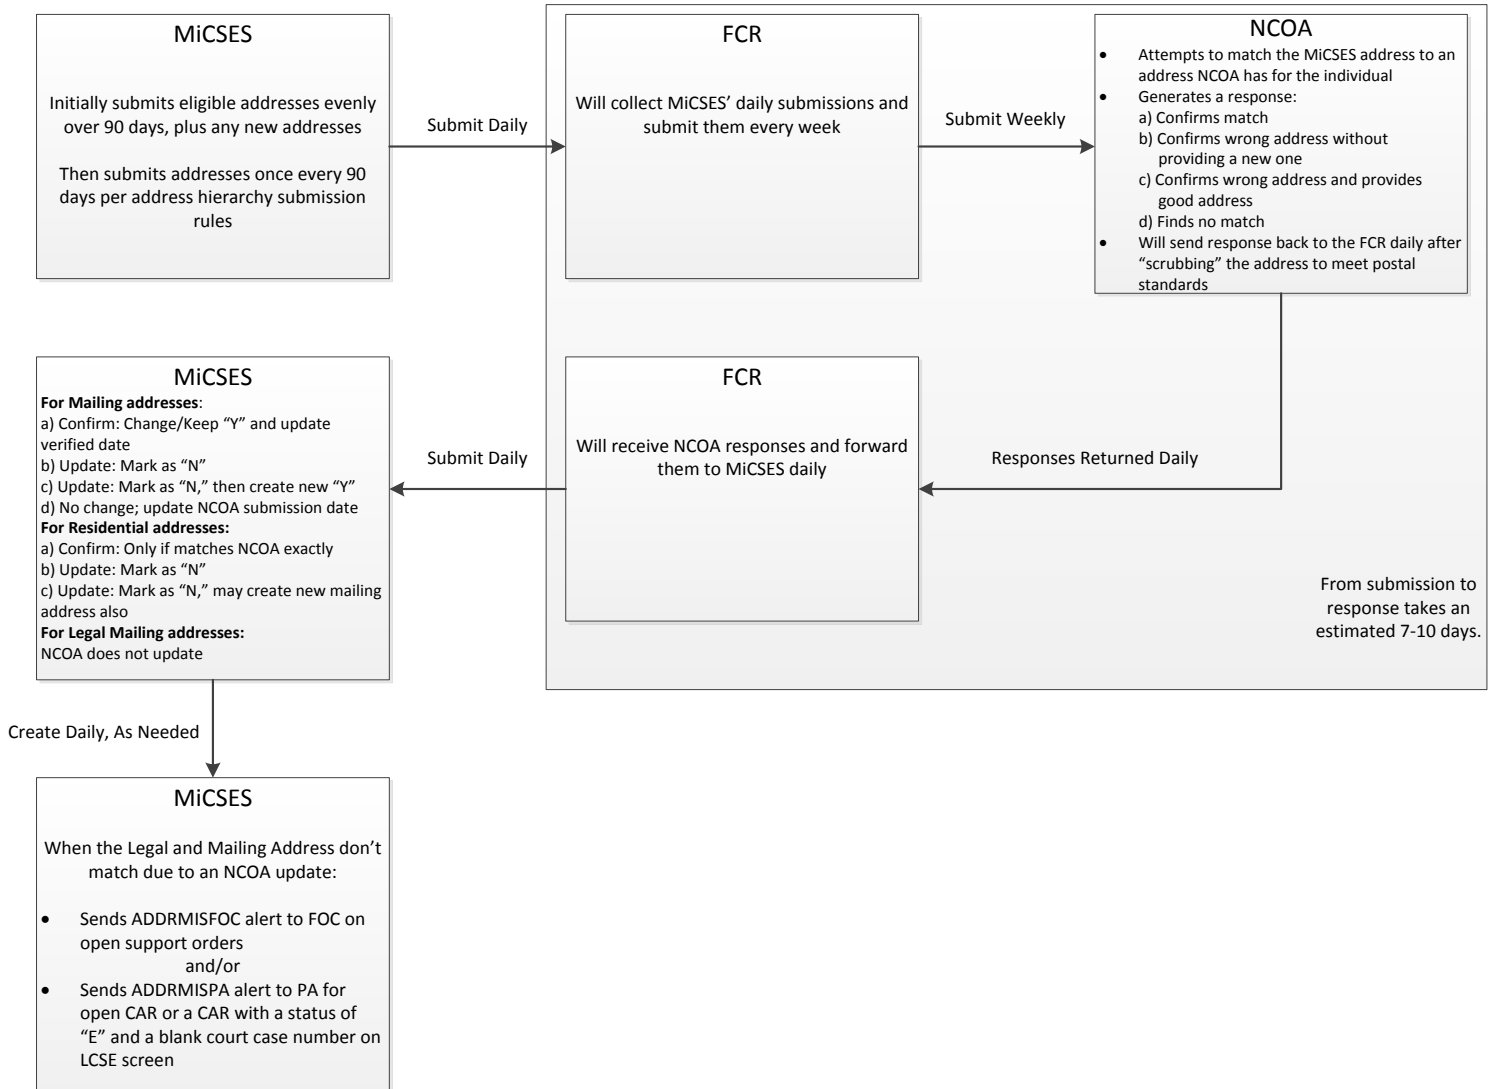 MiCSES
Initially submits eligible addresses evenly
over 90 days, plus any new addresses
Then submits addresses once every 90
days per address hierarchy submission
rules
Submit Daily
FCR
Will collect MiCSES’ daily submissions and
submit them every week
Submit Weekly
NCOA
• Attempts to match the MiCSES address to an
address NCOA has for the individual
• Generates a response:
a) Confirms match
b) Confirms wrong address without
providing a new one
c) Confirms wrong address and provides
good address
d) Finds no match
• Will send response back to the FCR daily after
“scrubbing” the address to meet postal
standards
MiCSES
For Mailing addresses:
a) Confirm: Change/Keep “Y” and update
verified date
b) Update: Mark as “N”
c) Update: Mark as “N,” then create new “Y”
d) No change; update NCOA submission date
For Residential addresses:
a) Confirm: Only if matches NCOA exactly
b) Update: Mark as “N”
c) Update: Mark as “N,” may create new mailing
address also
For Legal Mailing addresses:
NCOA does not update
Submit Daily
FCR
Will receive NCOA responses and forward
them to MiCSES daily
Responses Returned Daily
From submission to
response takes an
estimated 7-10 days.
Create Daily, As Needed
MiCSES
When the Legal and Mailing Address don’t
match due to an NCOA update:
• Sends ADDRMISFOC alert to FOC on
open support orders
and/or
• Sends ADDRMISPA alert to PA for
open CAR or a CAR with a status of
“E” and a blank court case number on
LCSE screen